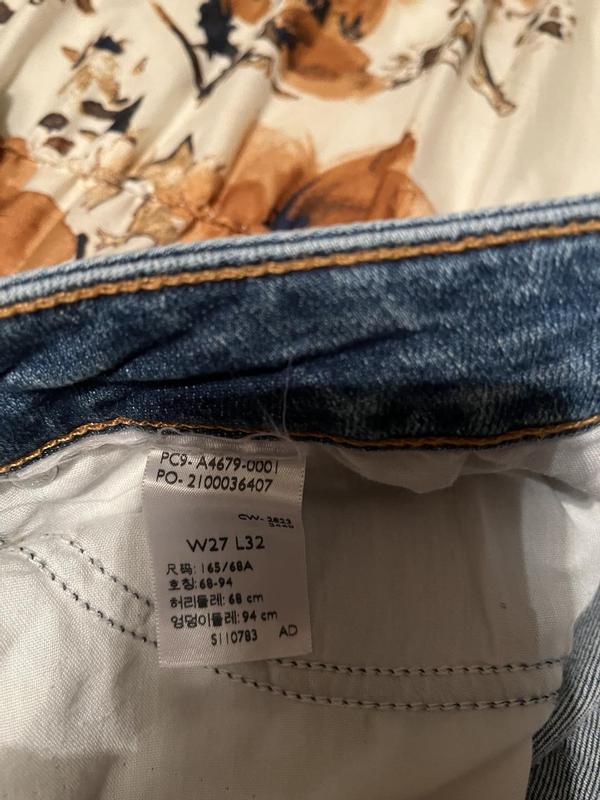 PC9- A4679-0001
PO- 2100036407
W27 L32
尺码: 165/68A
호칭: 68-94
허리둘레: 68 cm
엉덩이둘레: 94 cm
S110783 AD